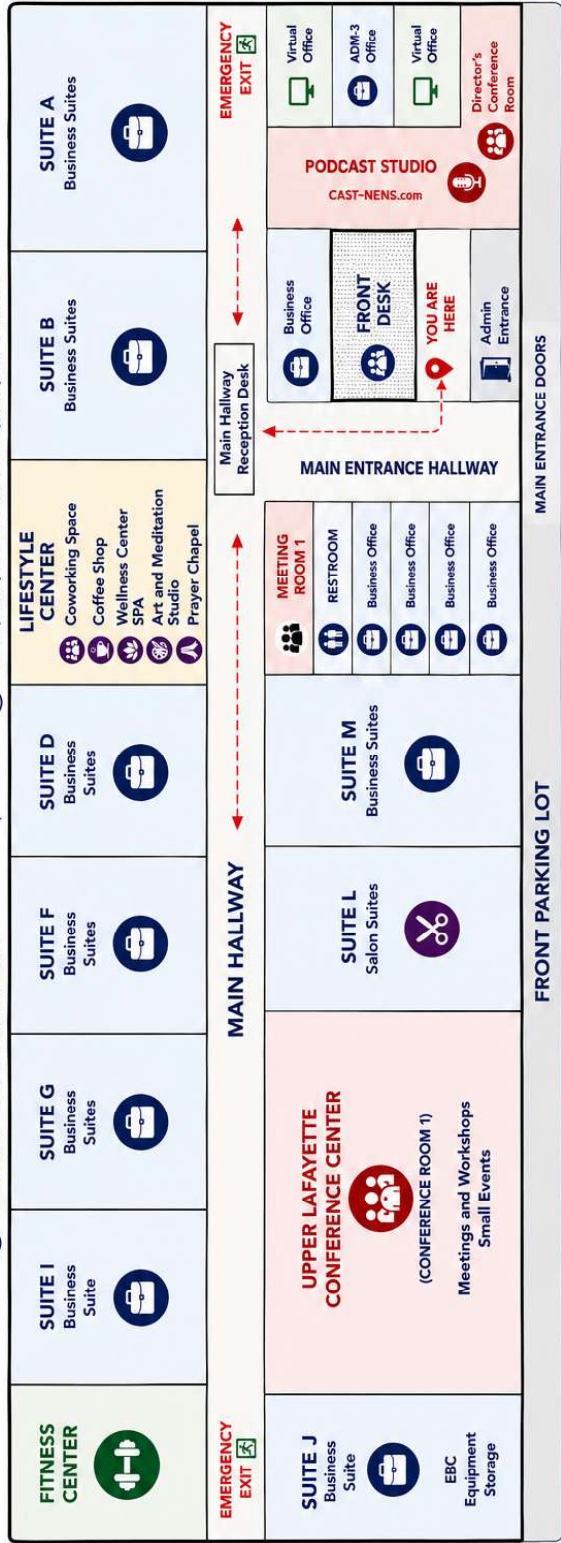 FITNESS
CENTER
SUITE I
Business
Suite
SUITE G
Business
Suites
SUITE F
Business
Suites
SUITE D
Business
Suites
LIFESTYLE
CENTER
Coworking Space
Coffee Shop
Wellness Center
SPA
Art and Meditation
Studio
Prayer Chapel
SUITE B
Business Suites
SUITE A
Business Suites
EMERGENCY
EXIT
MAIN HALLWAY
Main Hallway
Reception Desk
EMERGENCY
EXIT
SUITE J
Business
Suite
EBC
Equipment
Storage
UPPER LAFAYETTE
CONFERENCE CENTER
(CONFERENCE ROOM 1)
Meetings and Workshops
Small Events
SUITE L
Salon Suites
SUITE M
Business Suites
MEETING
ROOM 1
RESTROOM
Business Office
Business Office
Business Office
Business Office
MAIN ENTRANCE HALLWAY
Business
Office
FRONT
DESK
YOU ARE
HERE
Admin
Entrance
PODCAST STUDIO
CAST-NENS.com
Virtual
Office
ADM-3
Office
Virtual
Office
Director's
Conference
Room
FRONT PARKING LOT
MAIN ENTRANCE DOORS